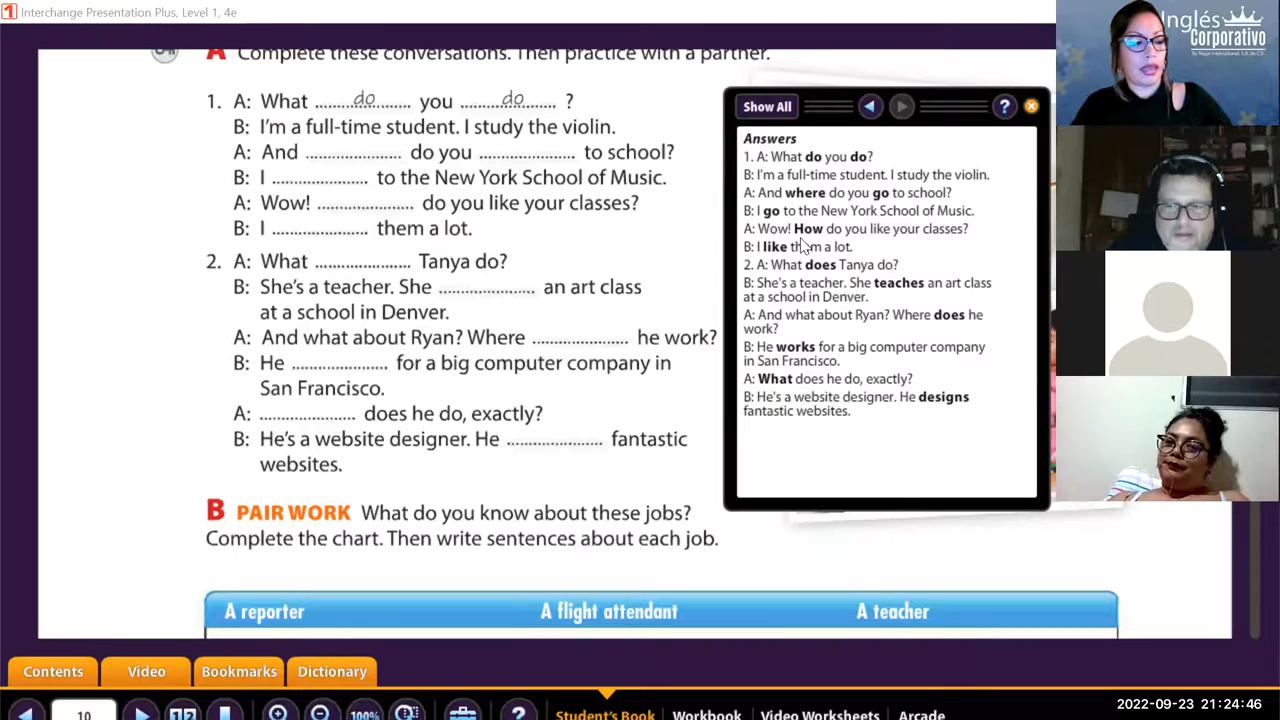 Interchange Presentation Plus, Level 1, 4e
A Complete these conversations. Then practice with a partner.
1. A: What ......do...... you ......do...... ?
B: I'm a full-time student. I study the violin.
A: And .................... do you .................... to school?
B: I .................... to the New York School of Music.
A: Wow! .................... do you like your classes?
B: I .................... them a lot.
2. A: What .................... Tanya do?
B: She's a teacher. She .................... an art class
at a school in Denver.
A: And what about Ryan? Where .................... he work?
B: He .................... for a big computer company in
San Francisco.
A: .................... does he do, exactly?
B: He's a website designer. He .................... fantastic
websites.
B PAIR WORK What do you know about these jobs?
Complete the chart. Then write sentences about each job.
A reporter A flight attendant A teacher
Show All ?
Answers
1. A: What do you do?
B: I'm a full-time student. I study the violin.
A: And where do you go to school?
B: I go to the New York School of Music.
A: Wow! How do you like your classes?
B: I like them a lot.
2. A: What does Tanya do?
B: She's a teacher. She teaches an art class
at a school in Denver.
A: And what about Ryan? Where does he
work?
B: He works for a big computer company
in San Francisco.
A: What does he do, exactly?
B: He's a website designer. He designs
fantastic websites.
Inglés
Corporativo
Contents Video Bookmarks Dictionary
10 1 2 100% ? Student's Book Workbook Video Worksheets Arcade
2022-09-23 21:24:46